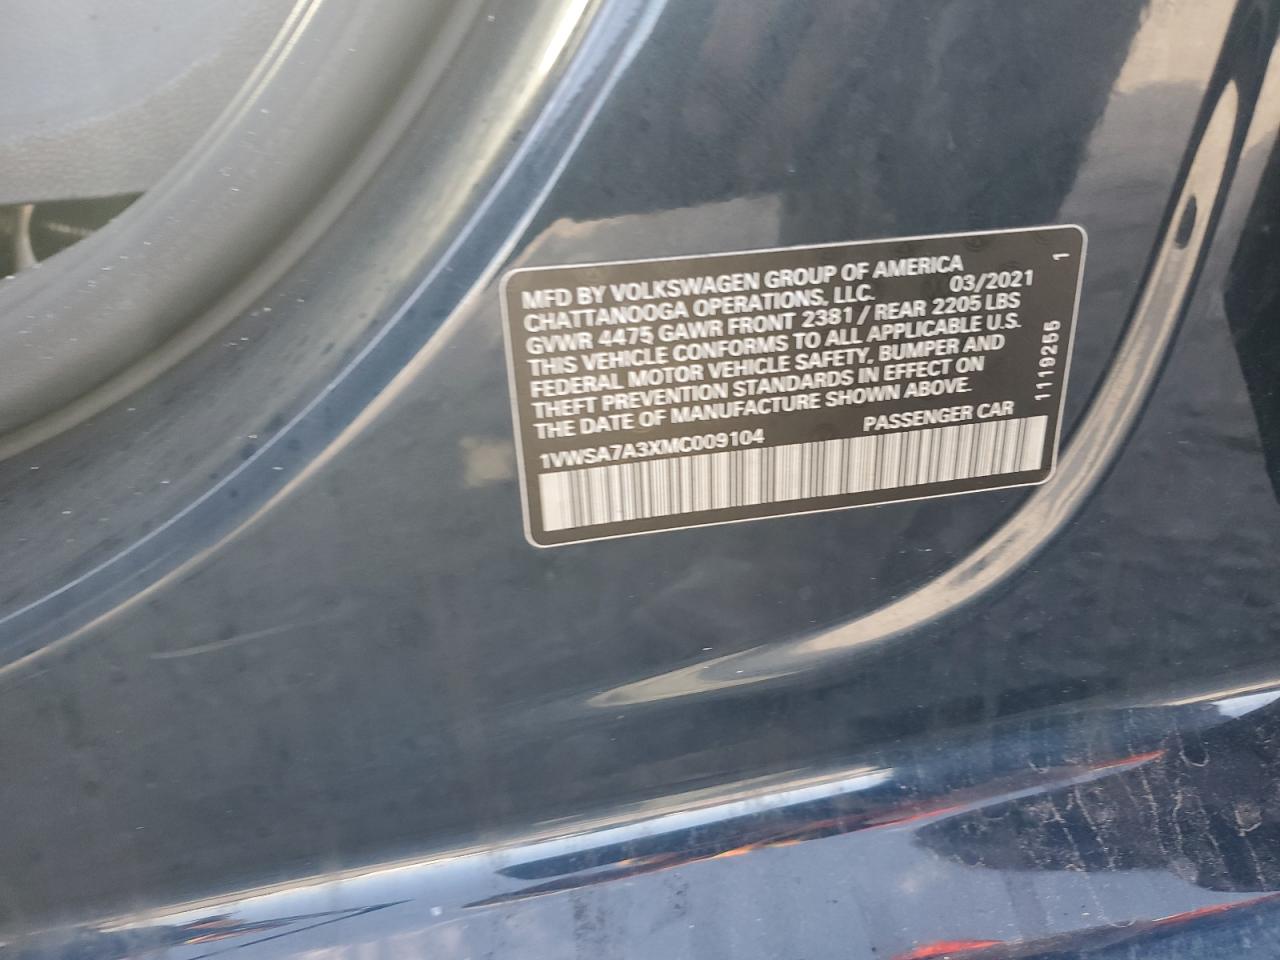 MFD BY VOLKSWAGEN GROUP OF AMERICA
CHATTANOOGA OPERATIONS, LLC. 03/2021 1
GVWR 4475 GAWR FRONT 2381 / REAR 2205 LBS
THIS VEHICLE CONFORMS TO ALL APPLICABLE U.S.
FEDERAL MOTOR VEHICLE SAFETY, BUMPER AND
THEFT PREVENTION STANDARDS IN EFFECT ON
THE DATE OF MANUFACTURE SHOWN ABOVE.
1VWSA7A3XMC009104 PASSENGER CAR
1119255